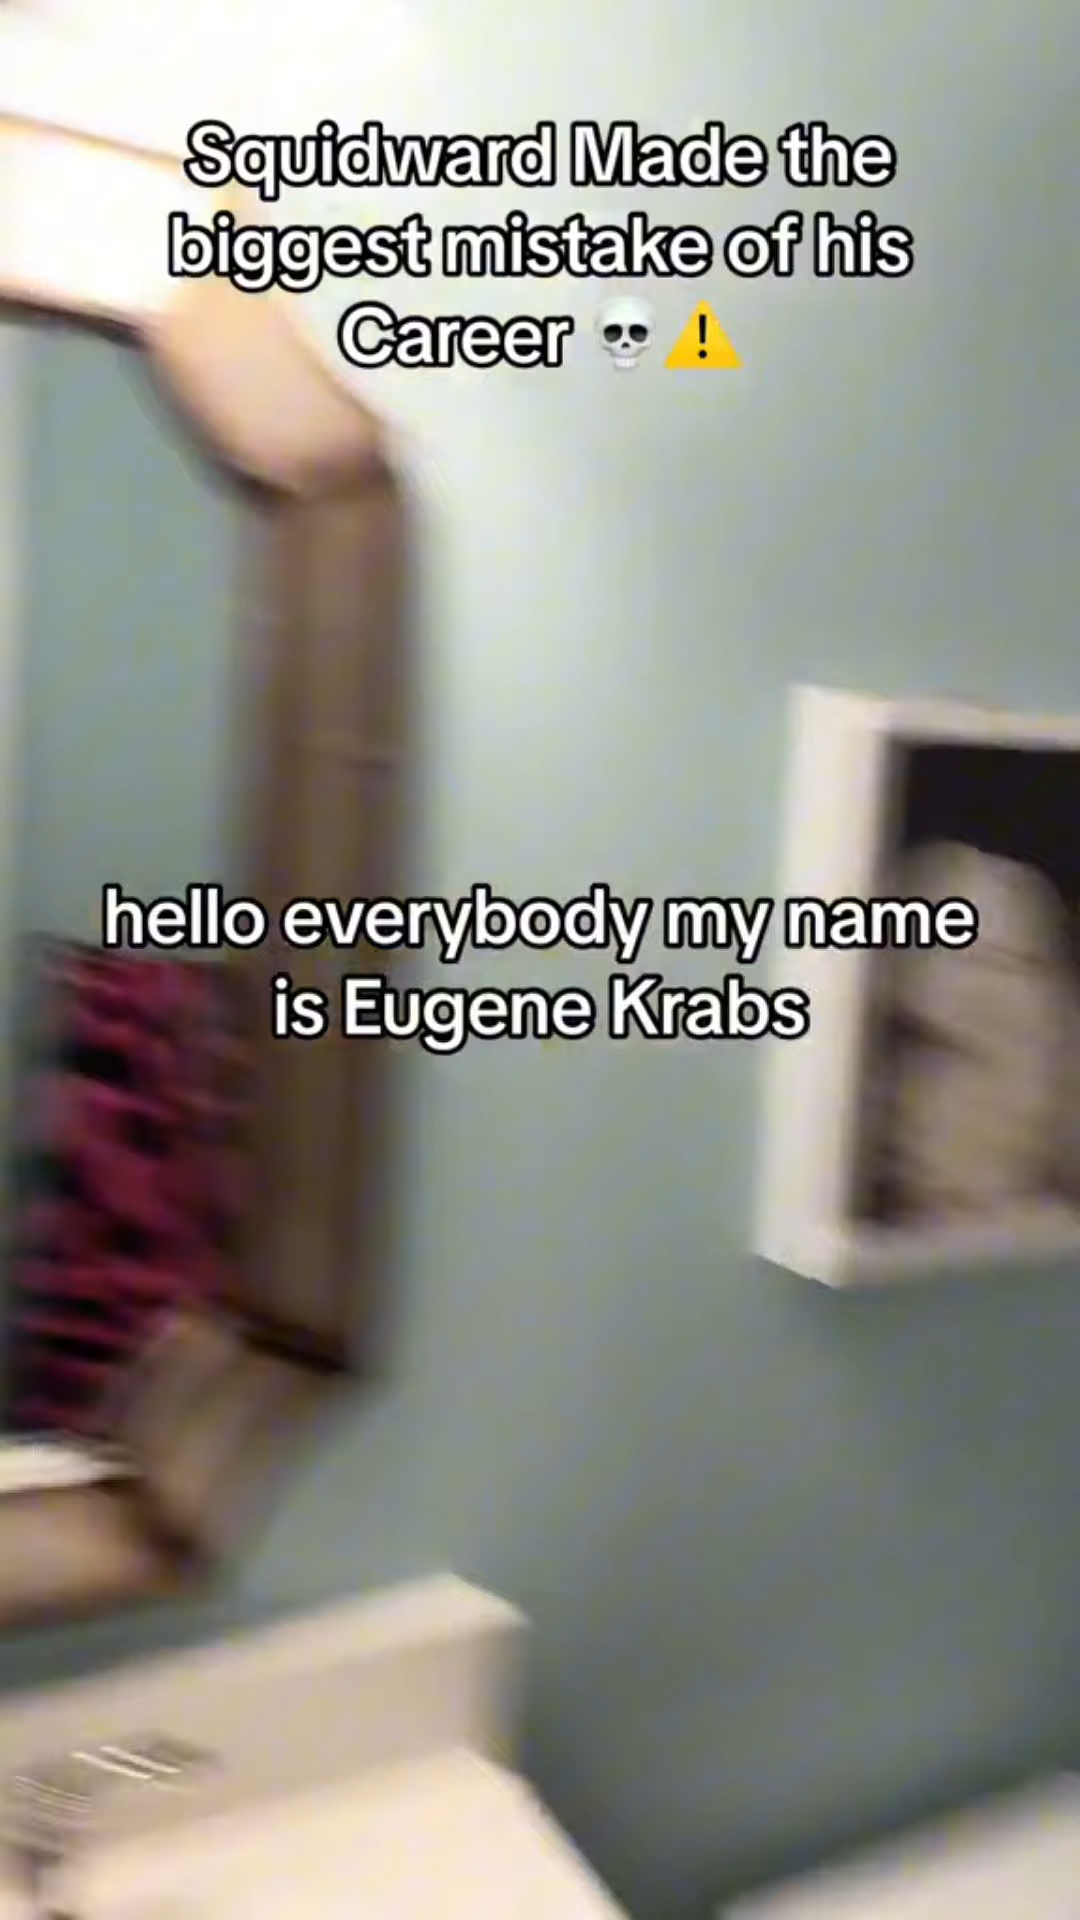 Squidward Made the
biggest mistake of his
Career 💀⚠️
hello everybody my name
is Eugene Krabs